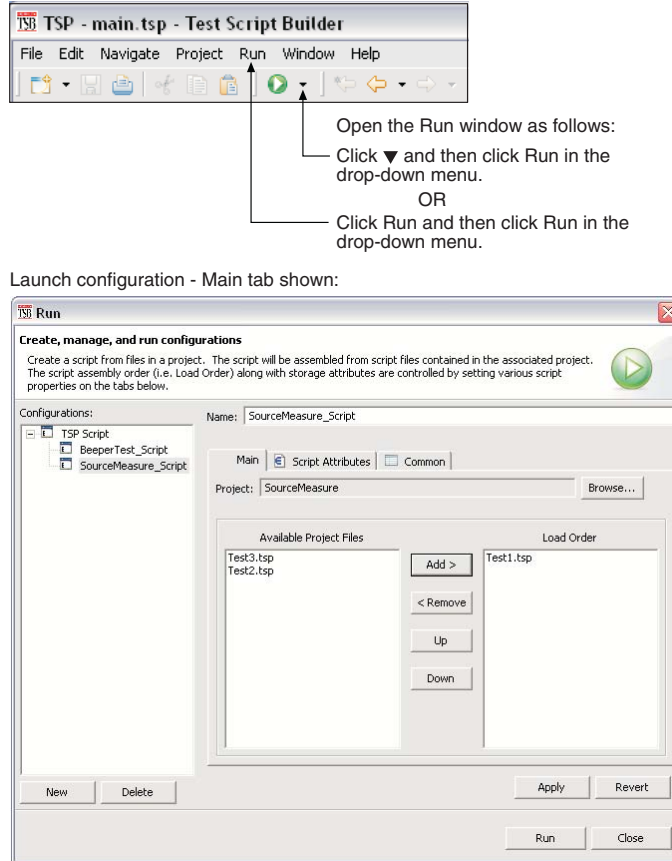 TSB TSP - main.tsp - Test Script Builder
File Edit Navigate Project Run Window Help
Open the Run window as follows:
Click ▼ and then click Run in the
drop-down menu.
OR
Click Run and then click Run in the
drop-down menu.
Launch configuration - Main tab shown:
TSB Run
Create, manage, and run configurations
Create a script from files in a project. The script will be assembled from script files contained in the associated project.
The script assembly order (i.e. Load Order) along with storage attributes are controlled by setting various script
properties on the tabs below.
Configurations:
TSP Script
BeeperTest_Script
SourceMeasure_Script
Name: SourceMeasure_Script
Main Script Attributes Common
Project: SourceMeasure Browse...
Available Project Files Load Order
Test3.tsp
Test2.tsp
Add >
< Remove
Up
Down
Test1.tsp
New Delete
Apply Revert
Run Close